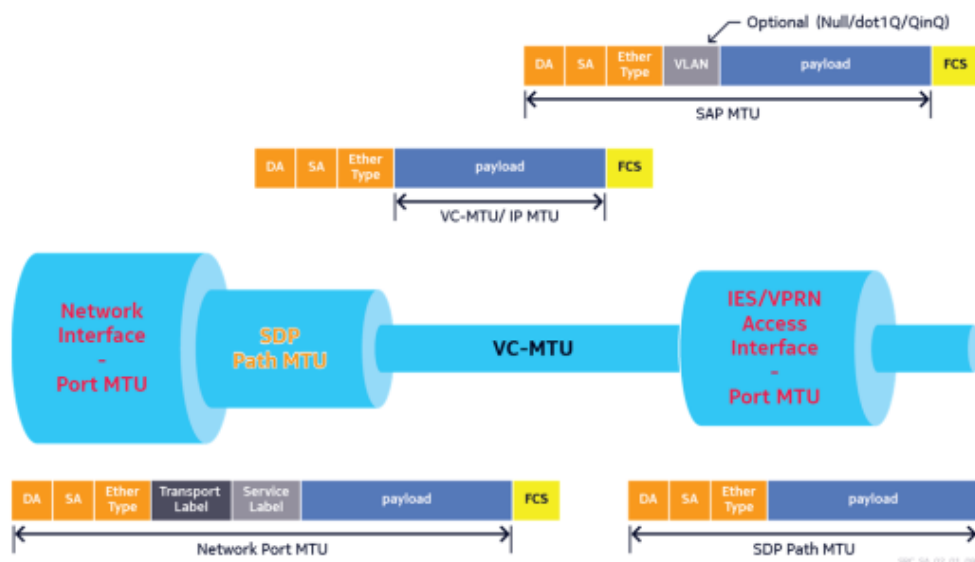 Optional (Null/dot1Q/QinQ)
DA SA Ether Type VLAN payload FCS
SAP MTU
DA SA Ether Type payload FCS
VC-MTU/ IP MTU
Network
Interface
-
Port MTU
SDP
Path MTU
VC-MTU
IES/VPRN
Access
Interface
-
Port MTU
DA SA Ether Type Transport Label Service Label payload FCS
Network Port MTU
DA SA Ether Type payload
SDP Path MTU